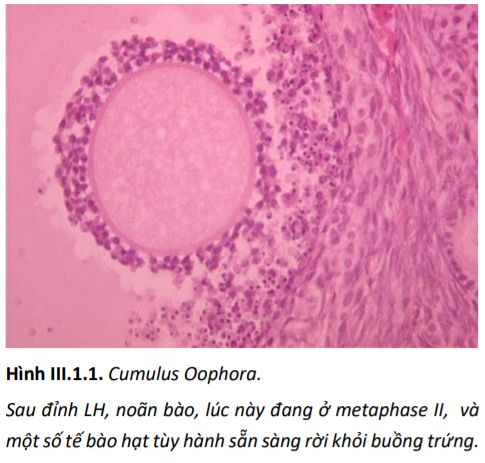 Hình III.1.1. Cumulus Oophora.
Sau đỉnh LH, noãn bào, lúc này đang ở metaphase II, và
một số tế bào hạt tùy hành sẵn sàng rời khỏi buồng trứng.